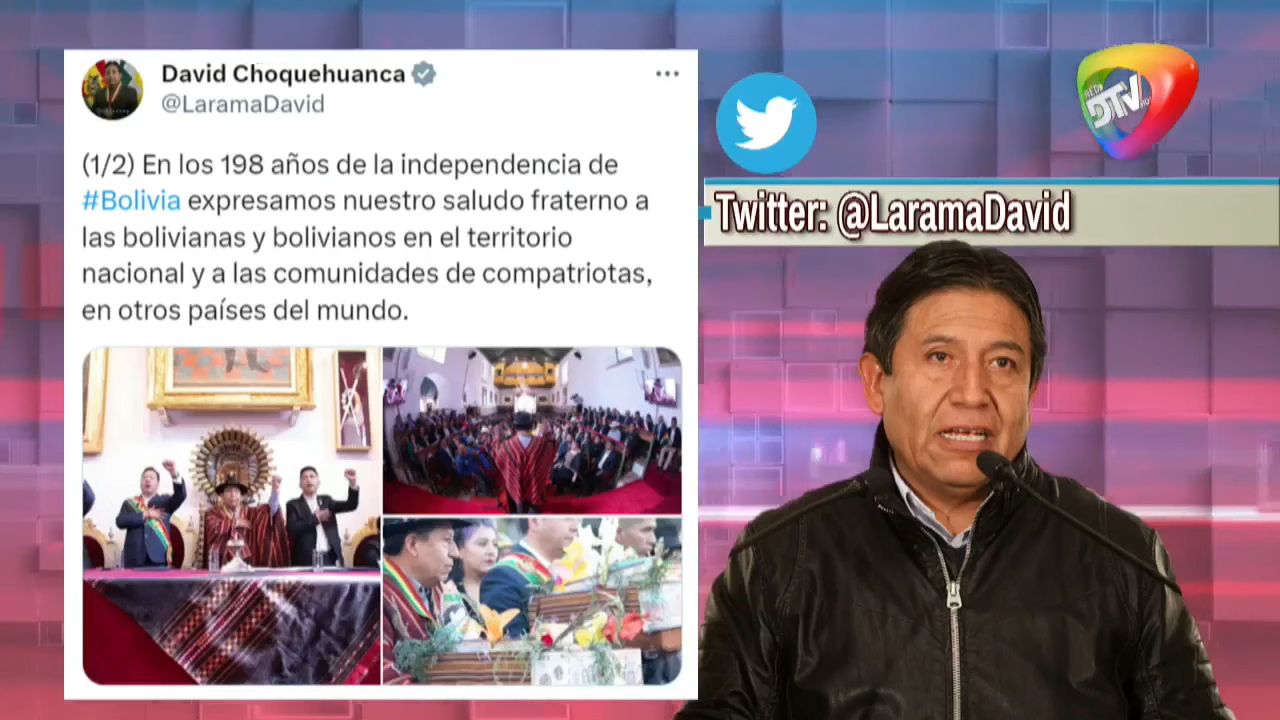 David Choquehuanca
@LaramaDavid
(1/2) En los 198 años de la independencia de
#Bolivia expresamos nuestro saludo fraterno a
las bolivianas y bolivianos en el territorio
nacional y a las comunidades de compatriotas,
en otros países del mundo.
RED
DTV
Twitter: @LaramaDavid